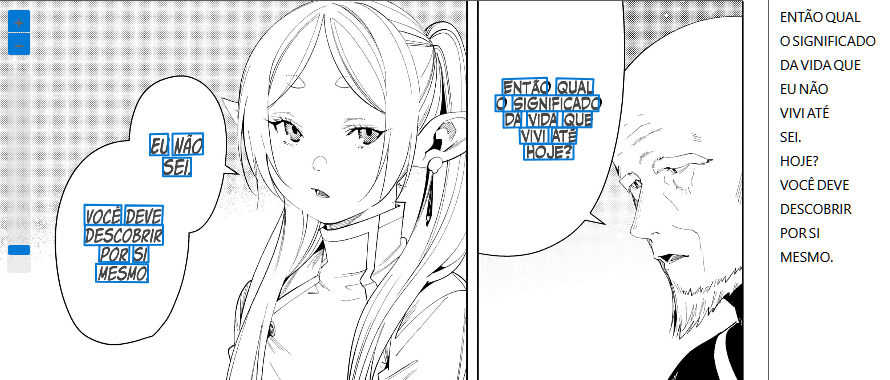 ENTÃO QUAL
O SIGNIFICADO
DA VIDA QUE
VIVI ATÉ
HOJE?
EU NÃO
SEI.
VOCÊ DEVE
DESCOBRIR
POR SI
MESMO.
ENTÃO QUAL
O SIGNIFICADO
DA VIDA QUE
EU NÃO
VIVI ATÉ
SEI.
HOJE?
VOCÊ DEVE
DESCOBRIR
POR SI
MESMO.